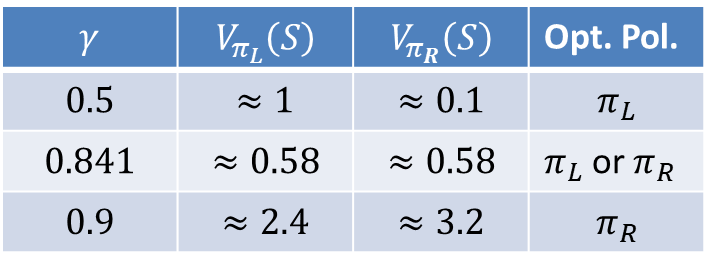 γ V_{π_L}(S) V_{π_R}(S) Opt. Pol.
0.5 ≈ 1 ≈ 0.1 π_L
0.841 ≈ 0.58 ≈ 0.58 π_L or π_R
0.9 ≈ 2.4 ≈ 3.2 π_R